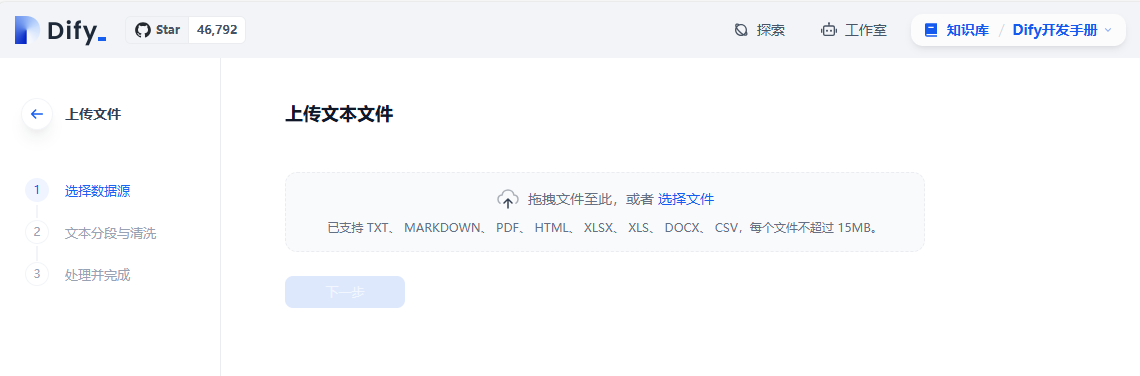 Dify_ Star 46,792 探索 工作室 知识库 / Dify开发手册
上传文件
上传文本文件
1 选择数据源
拖拽文件至此，或者 选择文件
已支持 TXT、 MARKDOWN、 PDF、 HTML、 XLSX、 XLS、 DOCX、 CSV，每个文件不超过 15MB。
2 文本分段与清洗
3 处理并完成
下一步